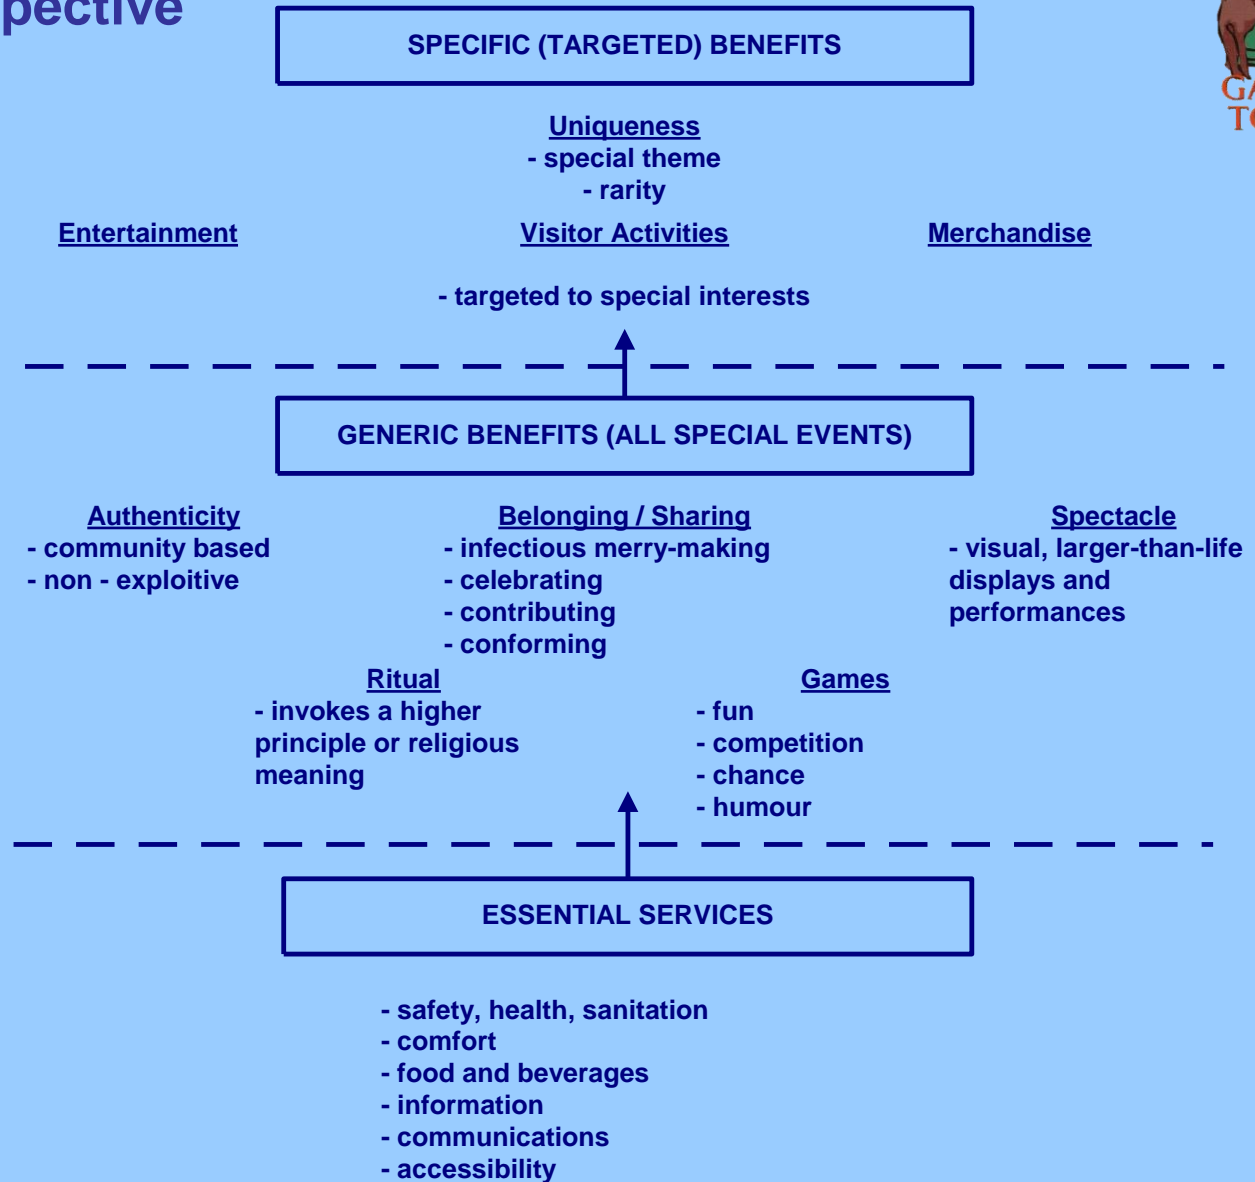 pective
SPECIFIC (TARGETED) BENEFITS
Uniqueness
- special theme
- rarity
Entertainment
Visitor Activities
Merchandise
- targeted to special interests
GENERIC BENEFITS (ALL SPECIAL EVENTS)
Authenticity
- community based
- non - exploitive
Belonging / Sharing
- infectious merry-making
- celebrating
- contributing
- conforming
Spectacle
- visual, larger-than-life
displays and
performances
Ritual
- invokes a higher
principle or religious
meaning
Games
- fun
- competition
- chance
- humour
ESSENTIAL SERVICES
- safety, health, sanitation
- comfort
- food and beverages
- information
- communications
- accessibility